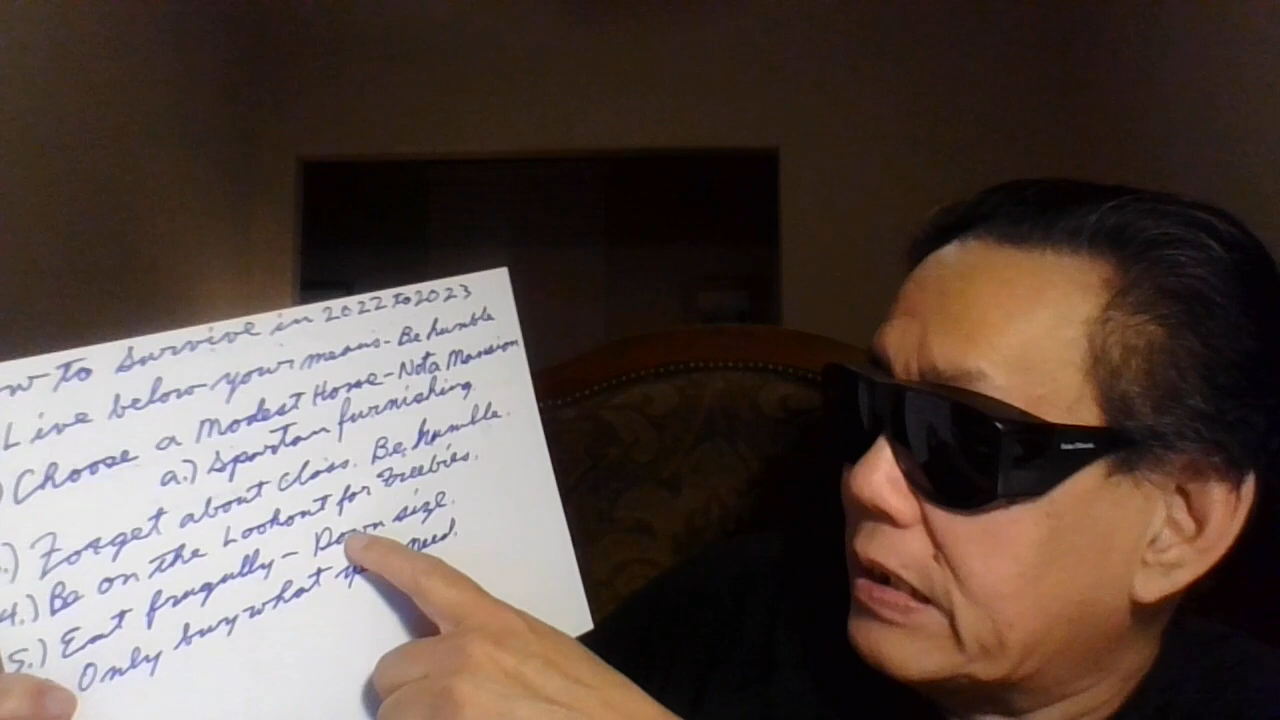 w To Survive in 2022 To 2023
Live below your means - Be humble
) Choose a Modest Home - Not a Mansion
a.) Spartan furnishing
.) Forget about Class. Be humble.
4.) Be on the Lookout for Freebies.
5.) Eat frugully - Down size.
Only buy what need.